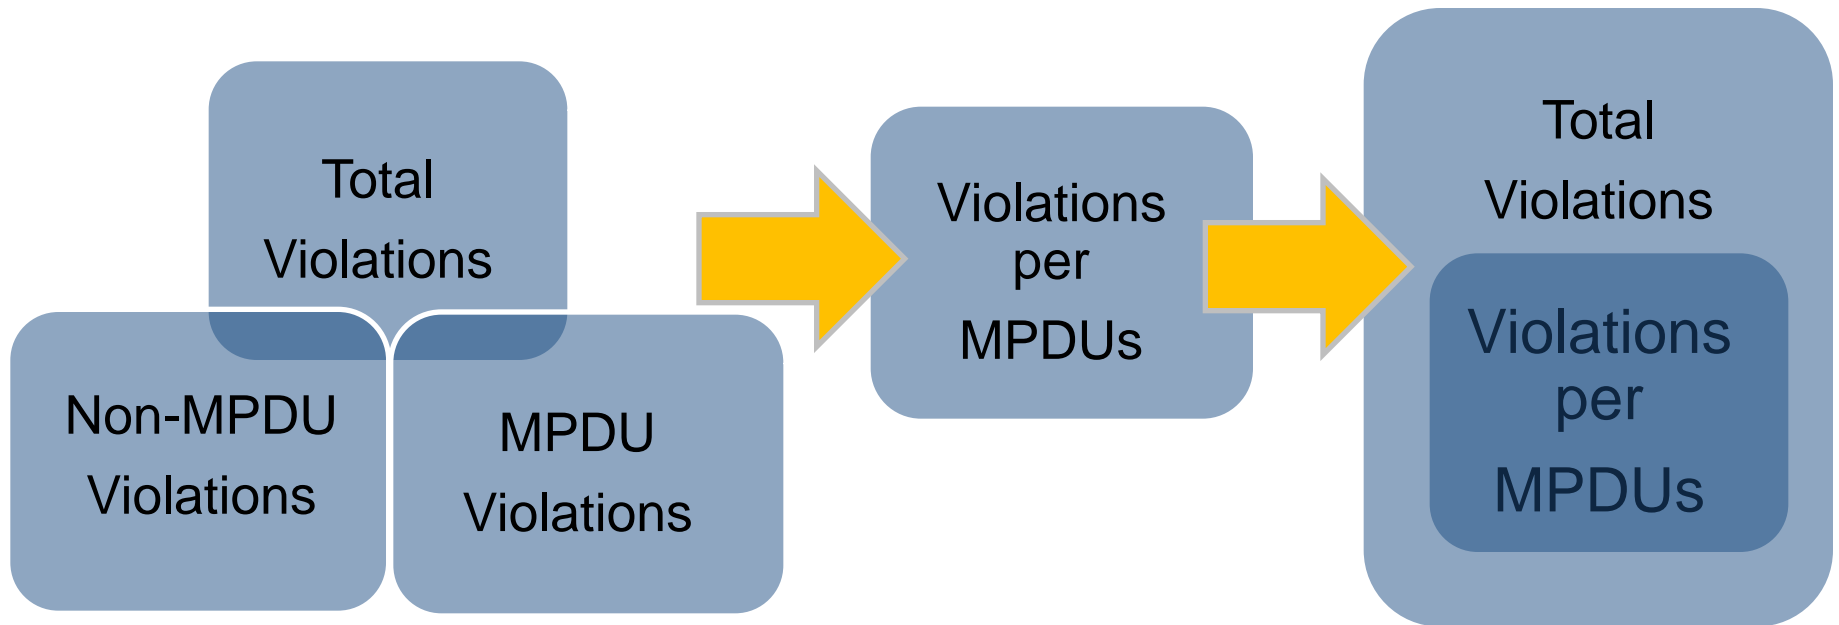 Total
Violations
Non-MPDU
Violations
MPDU
Violations
Violations
per
MPDUs
Total
Violations
Violations
per
MPDUs